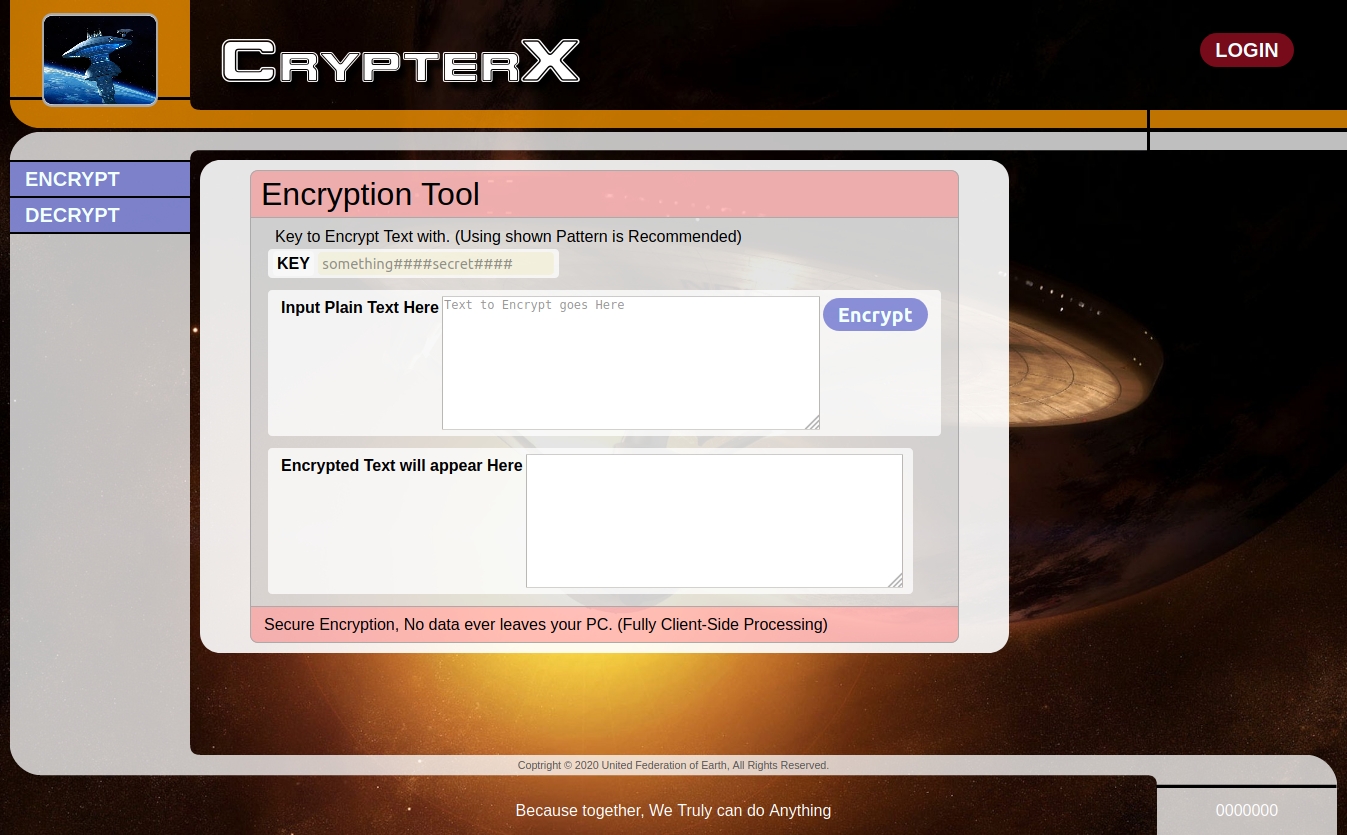 CRYPTERX
LOGIN
ENCRYPT
DECRYPT
Encryption Tool
Key to Encrypt Text with. (Using shown Pattern is Recommended)
KEY something####secret####
Input Plain Text Here Text to Encrypt goes Here Encrypt
Encrypted Text will appear Here
Secure Encryption, No data ever leaves your PC. (Fully Client-Side Processing)
Coptright © 2020 United Federation of Earth, All Rights Reserved.
Because together, We Truly can do Anything
0000000